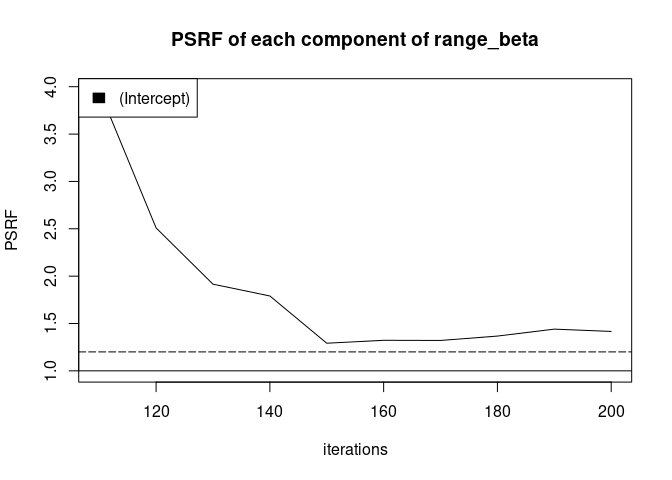 PSRF of each component of range_beta
(Intercept)
PSRF
4.0
3.5
3.0
2.5
2.0
1.5
1.0
120 140 160 180 200
iterations